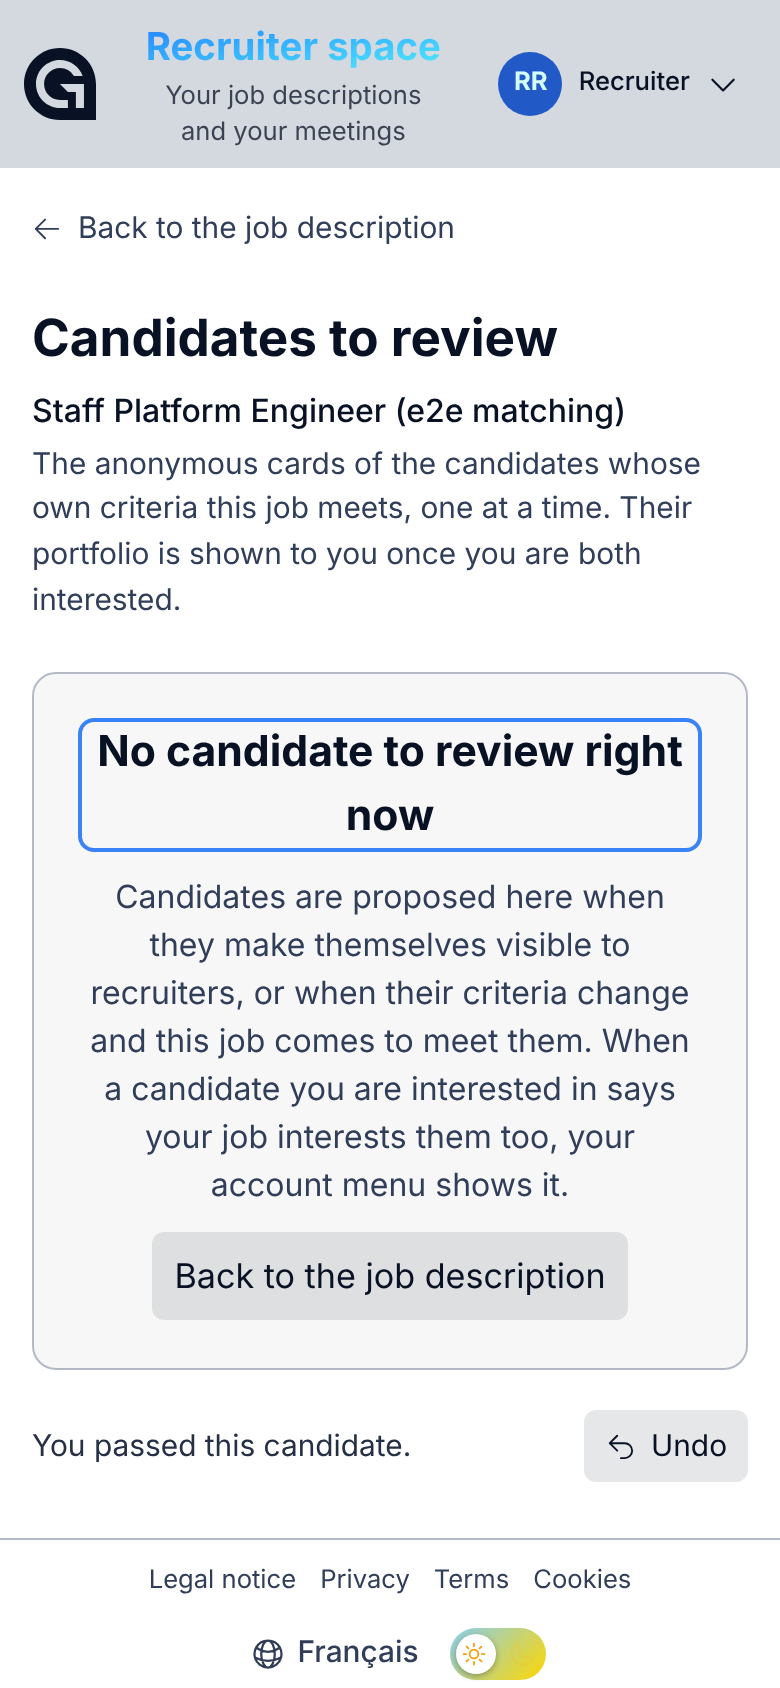 Recruiter space
Your job descriptions
and your meetings
RR
Recruiter
Back to the job description
Candidates to review
Staff Platform Engineer (e2e matching)
The anonymous cards of the candidates whose
own criteria this job meets, one at a time. Their
portfolio is shown to you once you are both
interested.
No candidate to review right
now
Candidates are proposed here when
they make themselves visible to
recruiters, or when their criteria change
and this job comes to meet them. When
a candidate you are interested in says
your job interests them too, your
account menu shows it.
Back to the job description
You passed this candidate.
Undo
Legal notice Privacy Terms Cookies
Français